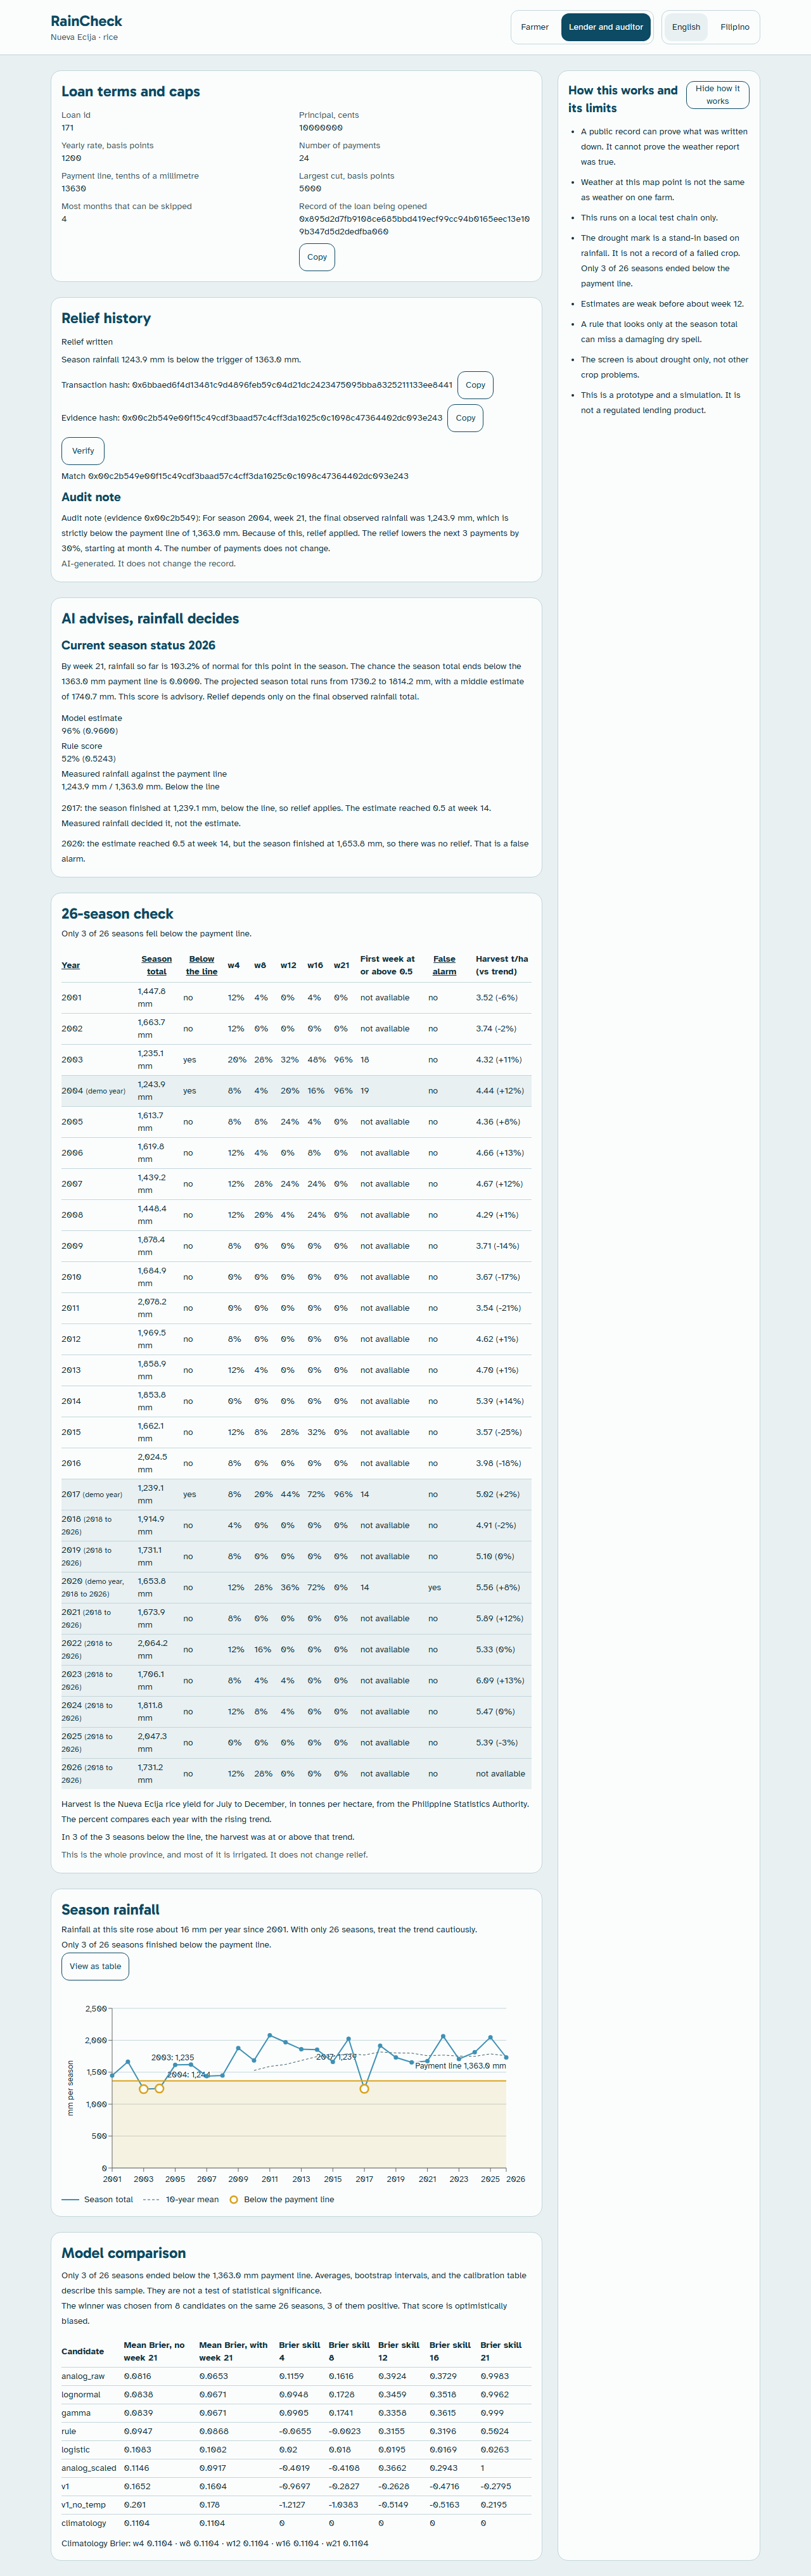 RainCheck
Nueva Ecija · rice
Farmer
Lender and auditor
English
Filipino
Loan terms and caps
Loan id
171
Principal, cents
10000000
Yearly rate, basis points
1200
Number of payments
24
Payment line, tenths of a millimetre
13630
Largest cut, basis points
5000
Most months that can be skipped
4
Record of the loan being opened
0x895d2d7fb9108ce685bbd419ecf99cc94b0165eec13e10
9b347d5d2dedfba060
Copy
Relief history
Relief written
Season rainfall 1243.9 mm is below the trigger of 1363.0 mm.
Transaction hash: 0x6bbaed6f4d13481c9d4896feb59c04d21dc2423475095bba8325211133ee8441
Copy
Evidence hash: 0x00c2b549e00f15c49cdf3baad57c4cff3da1025c0c1098c47364402dc093e243
Copy
Verify
Match 0x00c2b549e00f15c49cdf3baad57c4cff3da1025c0c1098c47364402dc093e243
Audit note
Audit note (evidence 0x00c2b549): For season 2004, week 21, the final observed rainfall was 1,243.9 mm, which is
strictly below the payment line of 1,363.0 mm. Because of this, relief applied. The relief lowers the next 3 payments by
30%, starting at month 4. The number of payments does not change.
AI-generated. It does not change the record.
AI advises, rainfall decides
Current season status 2026
By week 21, rainfall so far is 103.2% of normal for this point in the season. The chance the season total ends below the
1363.0 mm payment line is 0.0000. The projected season total runs from 1730.2 to 1814.2 mm, with a middle estimate
of 1740.7 mm. This score is advisory. Relief depends only on the final observed rainfall total.
Model estimate
96% (0.9600)
Rule score
52% (0.5243)
Measured rainfall against the payment line
1,243.9 mm / 1,363.0 mm. Below the line
2017: the season finished at 1,239.1 mm, below the line, so relief applies. The estimate reached 0.5 at week 14.
Measured rainfall decided it, not the estimate.
2020: the estimate reached 0.5 at week 14, but the season finished at 1,653.8 mm, so there was no relief. That is a false
alarm.
26-season check
Only 3 of 26 seasons fell below the payment line.
Year Season total Below the line w4 w8 w12 w16 w21 First week at or above 0.5 False alarm Harvest t/ha (vs trend)
2001 1,447.6 mm no 12% 4% 0% 4% 0% not available no 3.52 (-6%)
2002 1,663.7 mm no 12% 0% 0% 0% 0% not available no 3.74 (-2%)
2003 1,235.1 mm yes 20% 28% 32% 48% 96% 18 no 4.32 (+11%)
2004 (demo year) 1,243.9 mm yes 8% 4% 20% 16% 96% 19 no 4.44 (+12%)
2005 1,613.7 mm no 8% 8% 24% 4% 0% not available no 4.36 (+8%)
2006 1,619.8 mm no 12% 4% 0% 8% 0% not available no 4.66 (+13%)
2007 1,439.2 mm no 12% 28% 24% 24% 0% not available no 4.67 (+12%)
2008 1,448.4 mm no 12% 20% 4% 24% 0% not available no 4.29 (+1%)
2009 1,878.4 mm no 8% 0% 0% 0% 0% not available no 3.71 (-14%)
2010 1,684.9 mm no 0% 0% 0% 0% 0% not available no 3.67 (-17%)
2011 2,078.2 mm no 0% 0% 0% 0% 0% not available no 3.54 (-21%)
2012 1,969.5 mm no 8% 0% 0% 0% 0% not available no 4.62 (+1%)
2013 1,858.9 mm no 12% 4% 0% 0% 0% not available no 4.70 (+1%)
2014 1,853.8 mm no 0% 0% 0% 0% 0% not available no 5.39 (+14%)
2015 1,662.1 mm no 12% 8% 28% 32% 0% not available no 3.57 (-25%)
2016 2,024.5 mm no 8% 0% 0% 0% 0% not available no 3.98 (-18%)
2017 (demo year) 1,239.1 mm yes 8% 20% 44% 72% 96% 14 no 5.02 (+2%)
2018 (2018 to 2026) 1,914.9 mm no 4% 0% 0% 0% 0% not available no 4.91 (-2%)
2019 (2018 to 2026) 1,731.1 mm no 8% 0% 0% 0% 0% not available no 5.10 (0%)
2020 (demo year, 2018 to 2026) 1,653.8 mm no 12% 28% 36% 72% 0% 14 yes 5.56 (+8%)
2021 (2018 to 2026) 1,673.9 mm no 8% 0% 0% 0% 0% not available no 5.89 (+12%)
2022 (2018 to 2026) 2,064.2 mm no 12% 16% 0% 0% 0% not available no 5.33 (0%)
2023 (2018 to 2026) 1,706.1 mm no 8% 4% 4% 0% 0% not available no 6.09 (+13%)
2024 (2018 to 2026) 1,811.8 mm no 12% 8% 4% 0% 0% not available no 5.47 (0%)
2025 (2018 to 2026) 2,047.3 mm no 0% 0% 0% 0% 0% not available no 5.39 (-3%)
2026 (2018 to 2026) 1,731.2 mm no 12% 28% 0% 0% 0% not available no not available
Harvest is the Nueva Ecija rice yield for July to December, in tonnes per hectare, from the Philippine Statistics Authority.
The percent compares each year with the rising trend.
In 3 of the 3 seasons below the line, the harvest was at or above that trend.
This is the whole province, and most of it is irrigated. It does not change relief.
Season rainfall
Rainfall at this site rose about 16 mm per year since 2001. With only 26 seasons, treat the trend cautiously.
Only 3 of 26 seasons finished below the payment line.
View as table
mm per season
2,500
2,000
1,500
1,000
500
0
2003: 1,235
2004: 1,244
2017: 1,239
Payment line 1,363.0 mm
2001 2003 2005 2007 2009 2011 2013 2015 2017 2019 2021 2023 2025 2026
Season total
10-year mean
Below the payment line
Model comparison
Only 3 of 26 seasons ended below the 1,363.0 mm payment line. Averages, bootstrap intervals, and the calibration table
describe this sample. They are not a test of statistical significance.
The winner was chosen from 8 candidates on the same 26 seasons, 3 of them positive. That score is optimistically
biased.
Candidate Mean Brier, no week 21 Mean Brier, with week 21 Brier skill 4 Brier skill 8 Brier skill 12 Brier skill 16 Brier skill 21
analog_raw 0.0816 0.0653 0.1159 0.1616 0.3924 0.3729 0.9983
lognormal 0.0838 0.0671 0.0948 0.1728 0.3459 0.3518 0.9962
gamma 0.0839 0.0671 0.0905 0.1741 0.3358 0.3615 0.999
rule 0.0947 0.0868 -0.0655 -0.0023 0.3155 0.3196 0.5024
logistic 0.1083 0.1082 0.02 0.018 0.0195 0.0169 0.0263
analog_scaled 0.1146 0.0917 -0.4019 -0.4108 0.3662 0.2943 1
v1 0.1652 0.1604 -0.9697 -0.2827 -0.2628 -0.4716 -0.2795
v1_no_temp 0.201 0.178 -1.2127 -1.0383 -0.5149 -0.5163 0.2195
climatology 0.1104 0.1104 0 0 0 0 0
Climatology Brier: w4 0.1104 · w8 0.1104 · w12 0.1104 · w16 0.1104 · w21 0.1104
How this works and
its limits
Hide how it
works
• A public record can prove what was written
down. It cannot prove the weather report
was true.
• Weather at this map point is not the same
as weather on one farm.
• This runs on a local test chain only.
• The drought mark is a stand-in based on
rainfall. It is not a record of a failed crop.
Only 3 of 26 seasons ended below the
payment line.
• Estimates are weak before about week 12.
• A rule that looks only at the season total
can miss a damaging dry spell.
• The screen is about drought only, not other
crop problems.
• This is a prototype and a simulation. It is
not a regulated lending product.